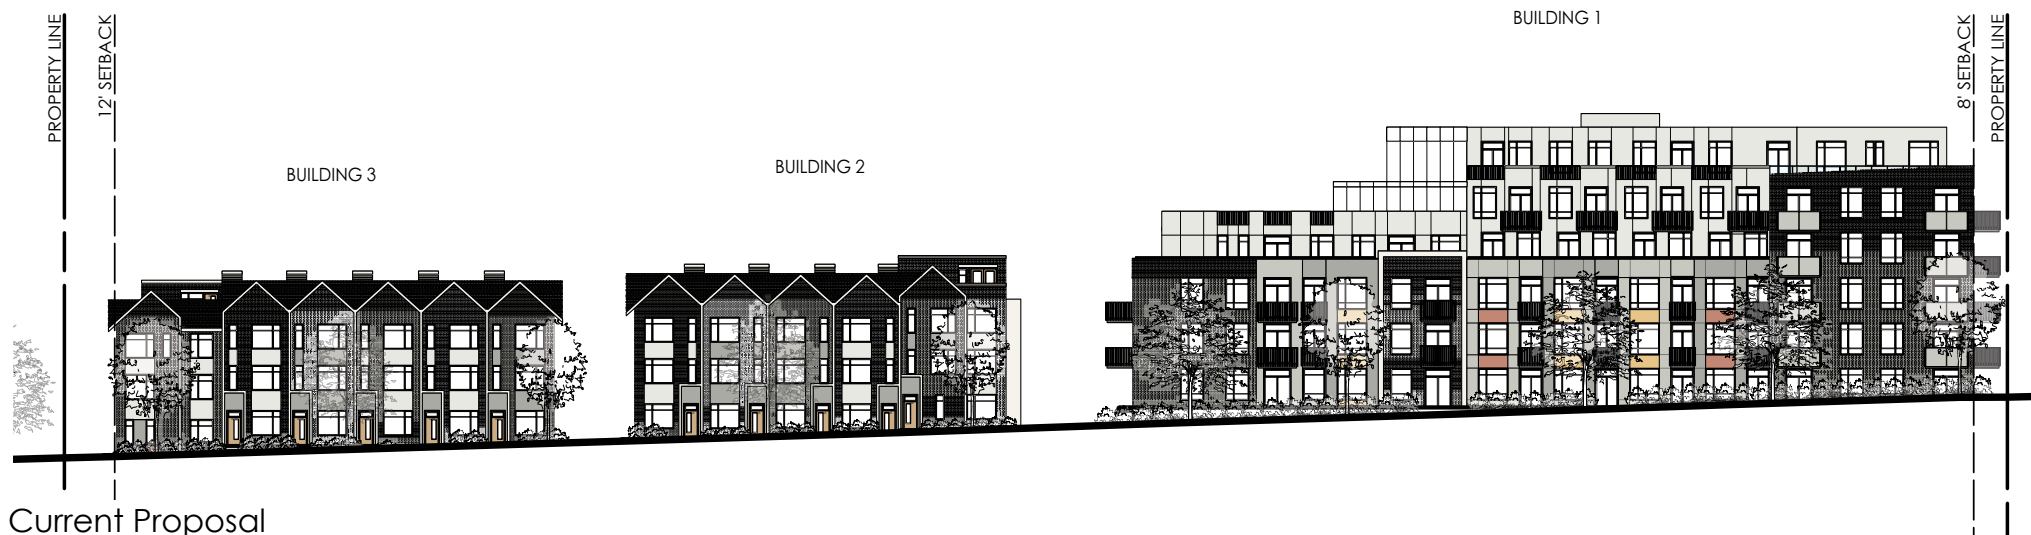 PROPERTY LINE
12' SETBACK
BUILDING 3
BUILDING 2
BUILDING 1
8' SETBACK
PROPERTY LINE
Current Proposal